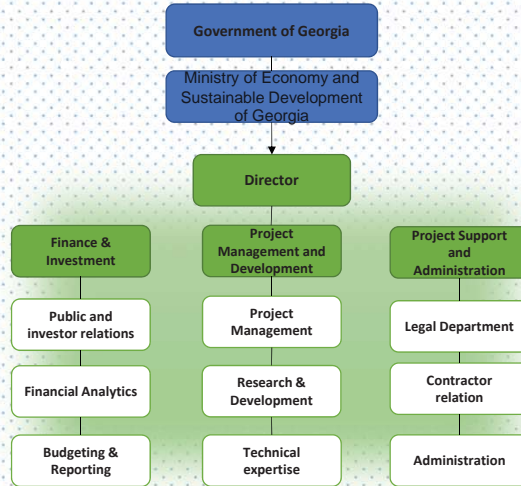 Government of Georgia
Ministry of Economy and
Sustainable Development
of Georgia
Director
Finance &
Investment
Project
Management and
Development
Project Support
and
Administration
Public and
investor relations
Project
Management
Legal Department
Financial Analytics
Research &
Development
Contractor
relation
Budgeting &
Reporting
Technical
expertise
Administration